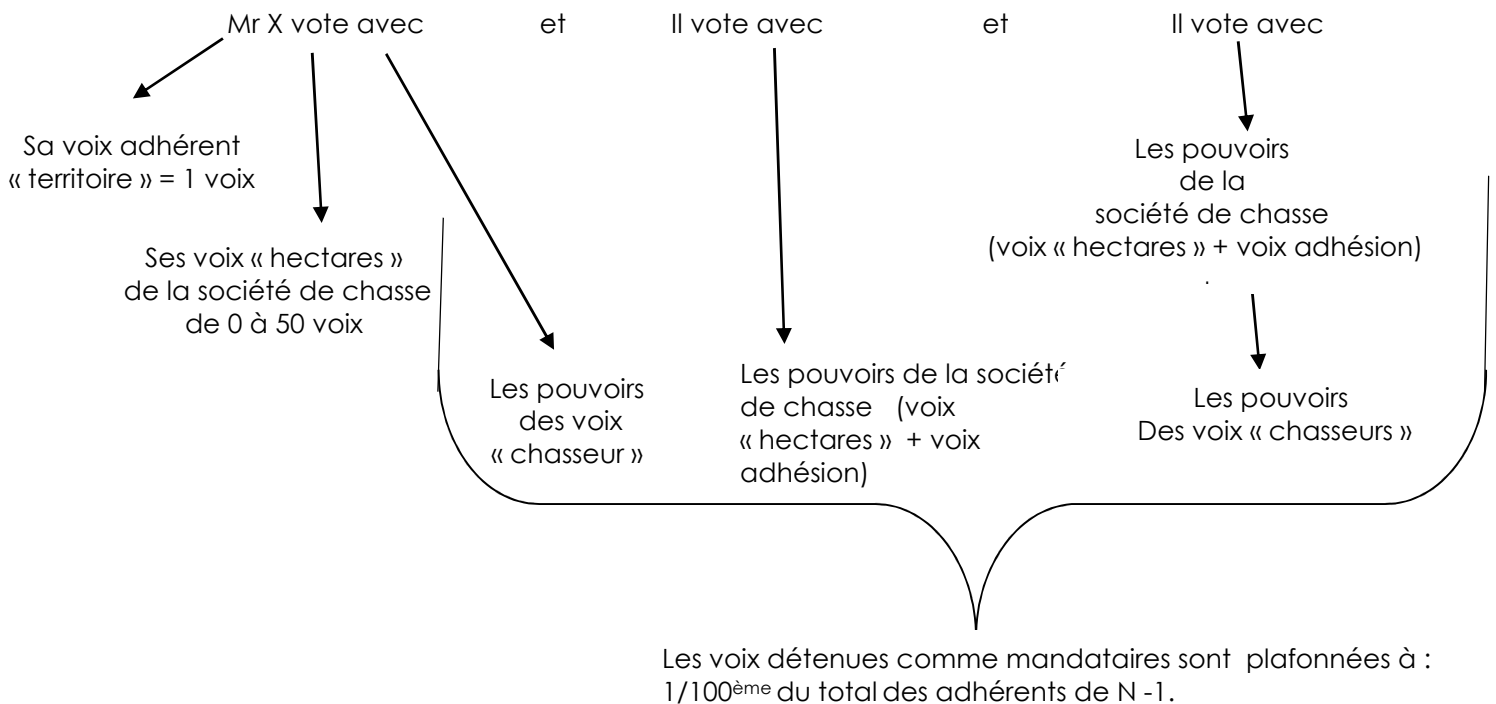 Mr X vote avec et Il vote avec et Il vote avec
Sa voix adhérent
« territoire » = 1 voix
Ses voix « hectares »
de la société de chasse
de 0 à 50 voix
Les pouvoirs
des voix
« chasseur »
Les pouvoirs de la société
de chasse (voix
« hectares » + voix
adhésion)
Les pouvoirs
de la
société de chasse
(voix « hectares » + voix adhésion)
.
Les pouvoirs
Des voix « chasseurs »
Les voix détenues comme mandataires sont plafonnées à :
1/100ème du total des adhérents de N -1.